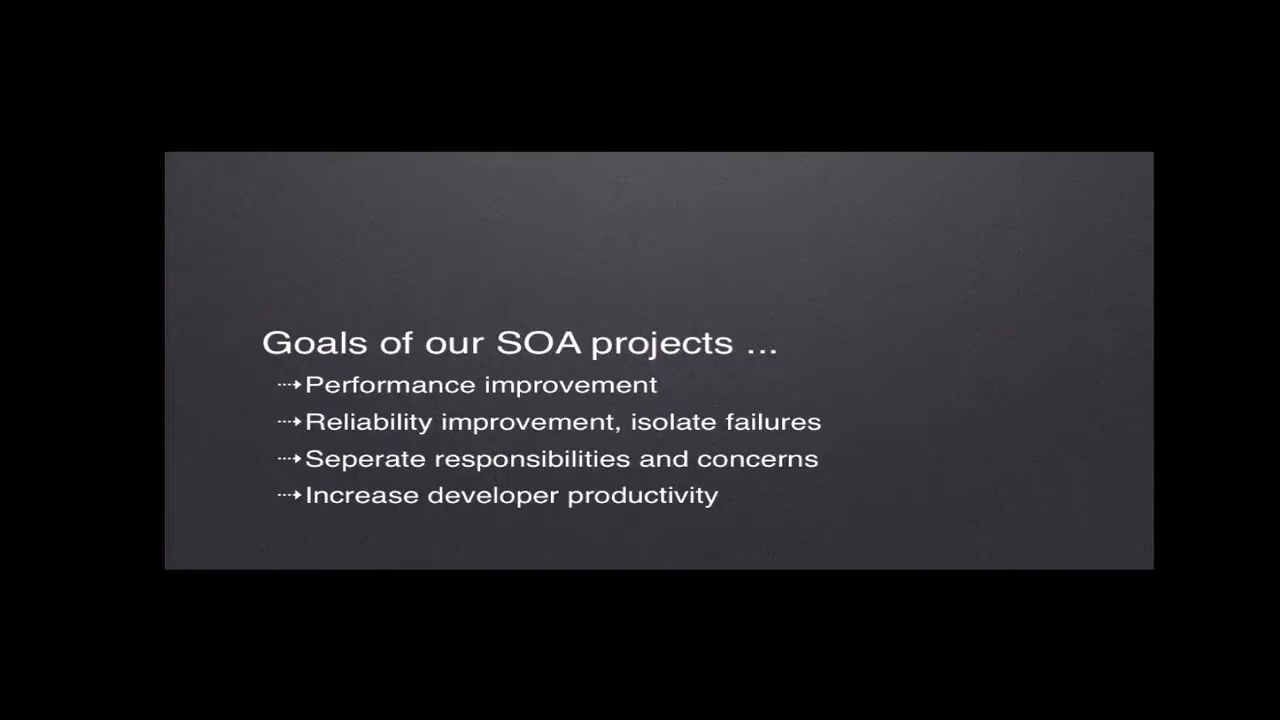 Goals of our SOA projects ...
⇢Performance improvement
⇢Reliability improvement, isolate failures
⇢Seperate responsibilities and concerns
⇢Increase developer productivity